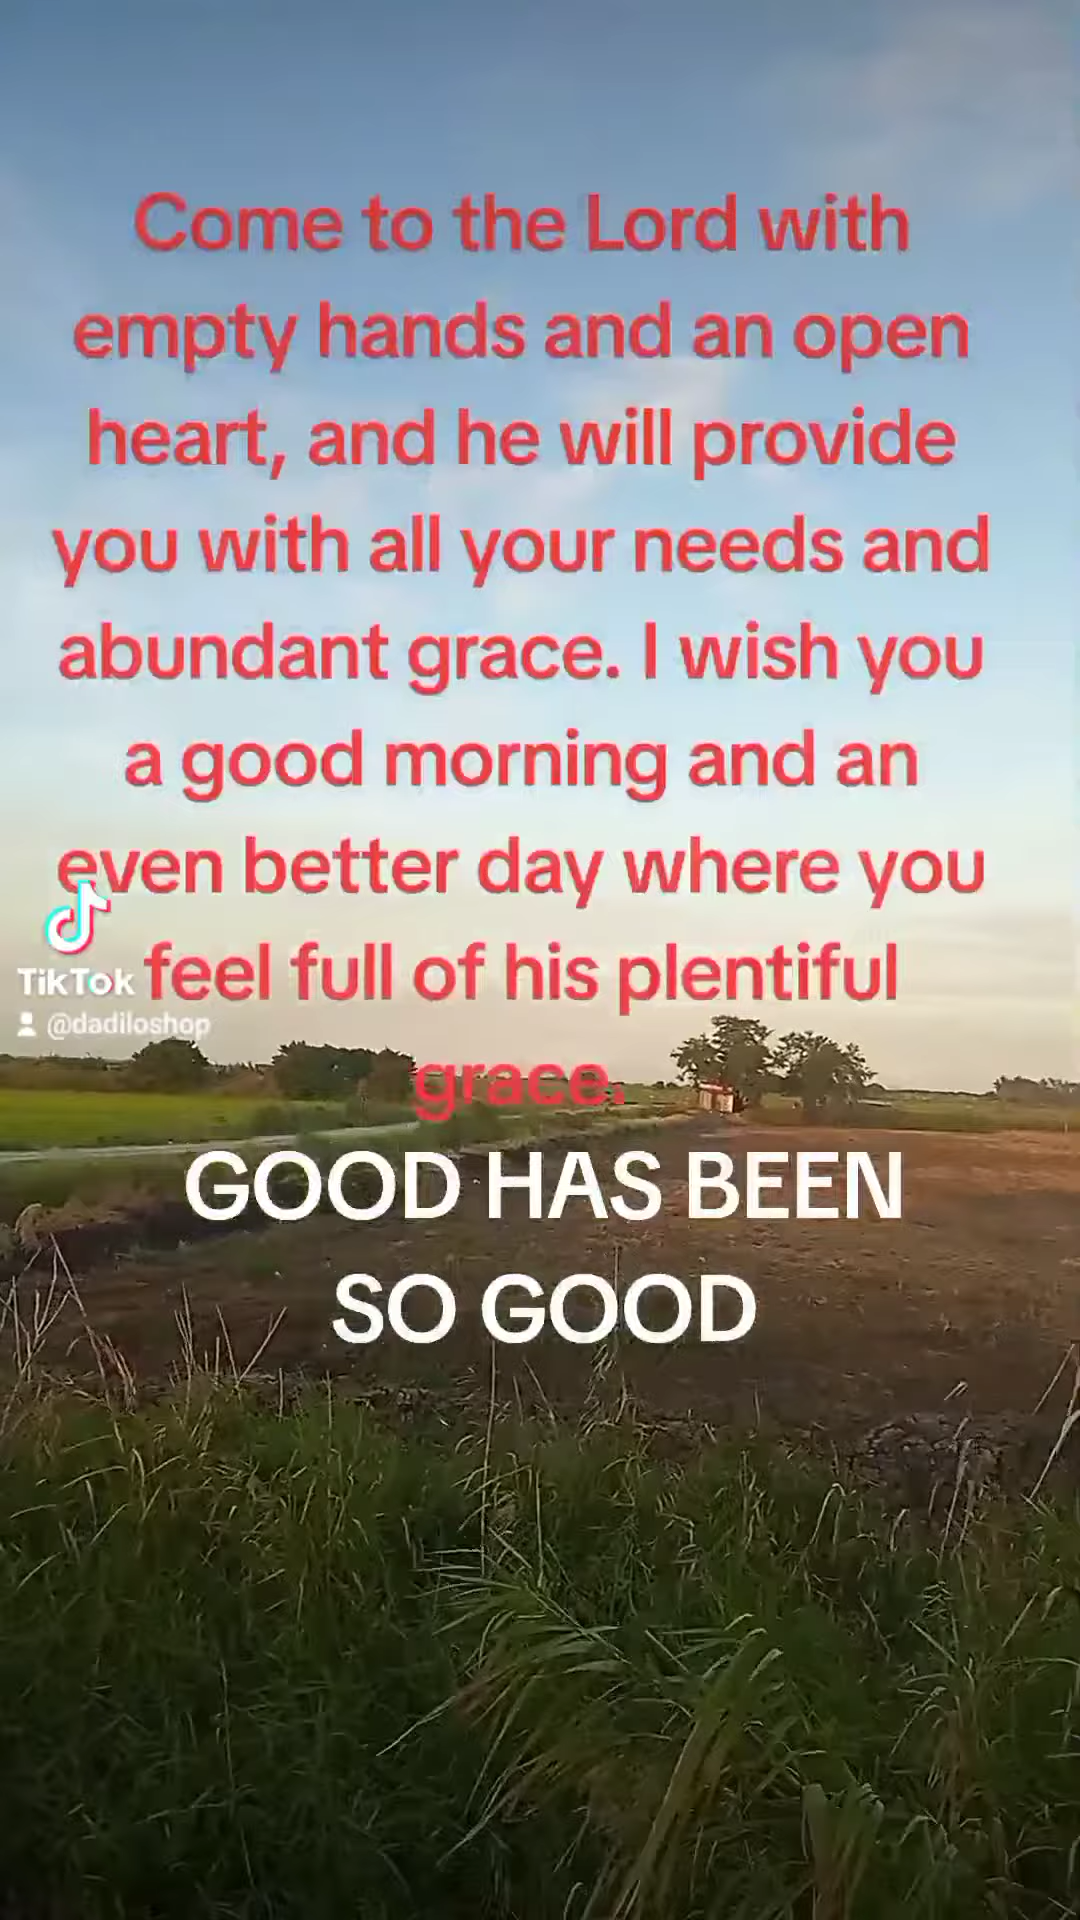 Come to the Lord with
empty hands and an open
heart, and he will provide
you with all your needs and
abundant grace. I wish you
a good morning and an
even better day where you
feel full of his plentiful
grace.
TikTok
@dadiloshop
GOOD HAS BEEN
SO GOOD